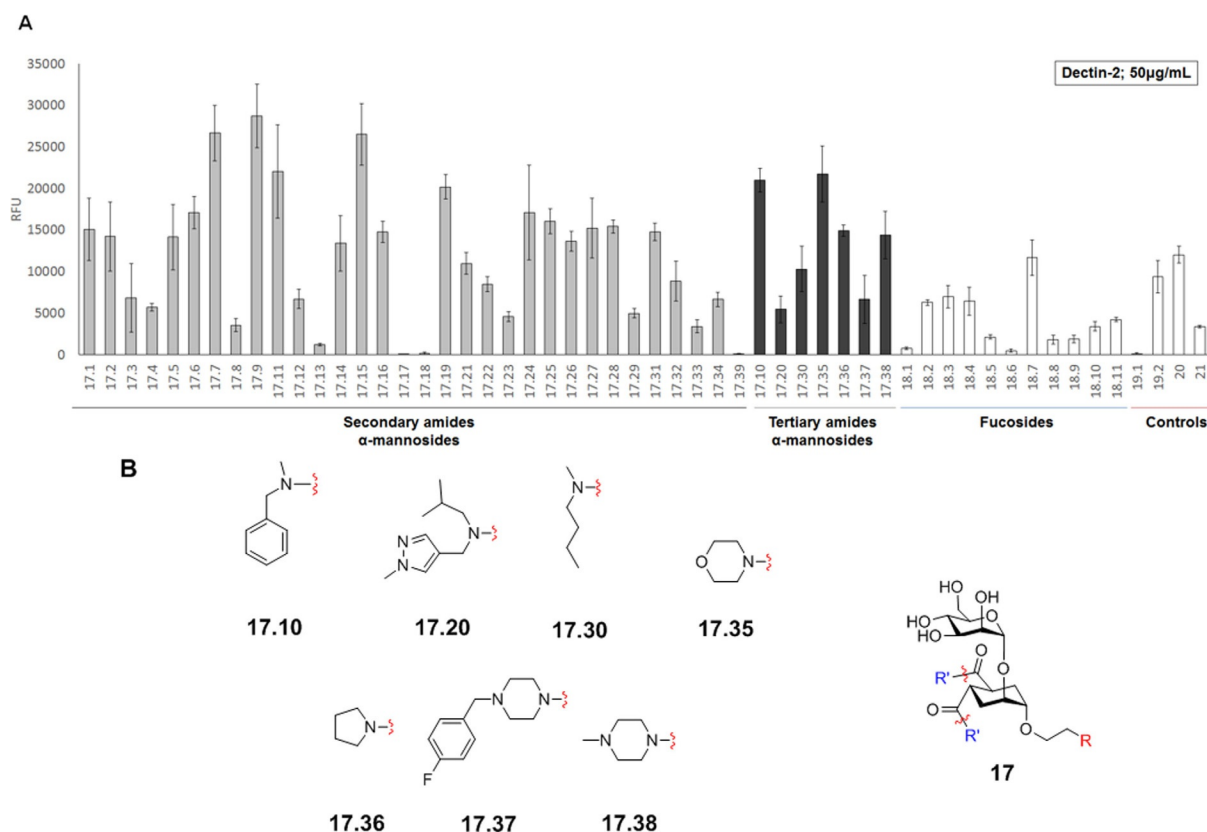 A
Dectin-2; 50µg/mL
35000
30000
25000
20000
15000
10000
5000
0
RFU
17.1 17.2 17.3 17.4 17.5 17.6 17.7 17.8 17.9 17.11 17.12 17.13 17.14 17.15 17.16 17.17 17.18 17.19 17.21 17.22 17.23 17.24 17.25 17.26 17.27 17.28 17.29 17.31 17.32 17.33 17.34 17.39 17.10 17.20 17.30 17.35 17.36 17.37 17.38 18.1 18.2 18.3 18.4 18.5 18.6 18.7 18.8 18.9 18.10 18.11 19.1 19.2 20 21
Secondary amides
α-mannosides
Tertiary amides
α-mannosides
Fucosides
Controls
B
N
17.10
N
N
N
17.20
N
17.30
O
N
17.35
N
17.36
N
N
F
17.37
N
N
17.38
HO
OH
HO
O
HO
O
O
R'
O
R'
O
R
17